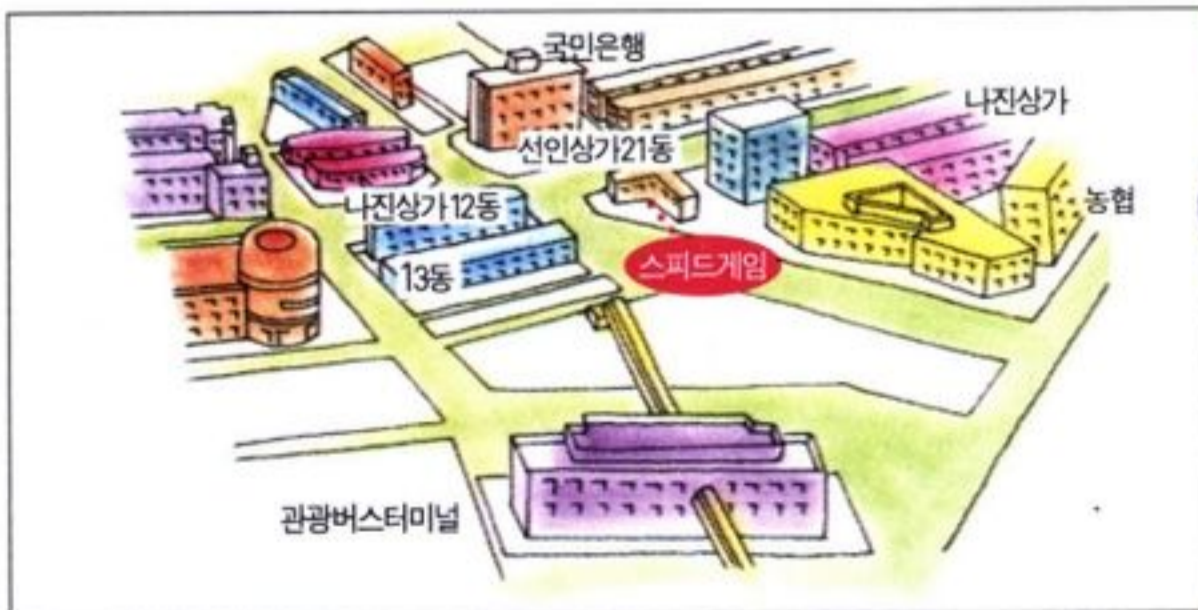 국민은행
나진상가
선인상가21동
나진상가12동
농협
13동
스피드게임
관광버스터미널